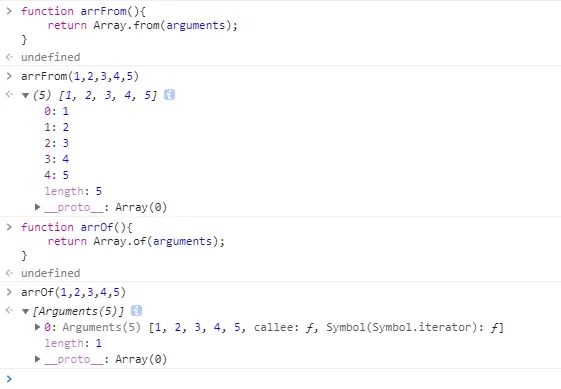 function arrFrom(){
return Array.from(arguments);
}
undefined
arrFrom(1,2,3,4,5)
(5) [1, 2, 3, 4, 5] i
0: 1
1: 2
2: 3
3: 4
4: 5
length: 5
__proto__: Array(0)
function arrOf(){
return Array.of(arguments);
}
undefined
arrOf(1,2,3,4,5)
[Arguments(5)] i
0: Arguments(5) [1, 2, 3, 4, 5, callee: ƒ, Symbol(Symbol.iterator): ƒ]
length: 1
__proto__: Array(0)